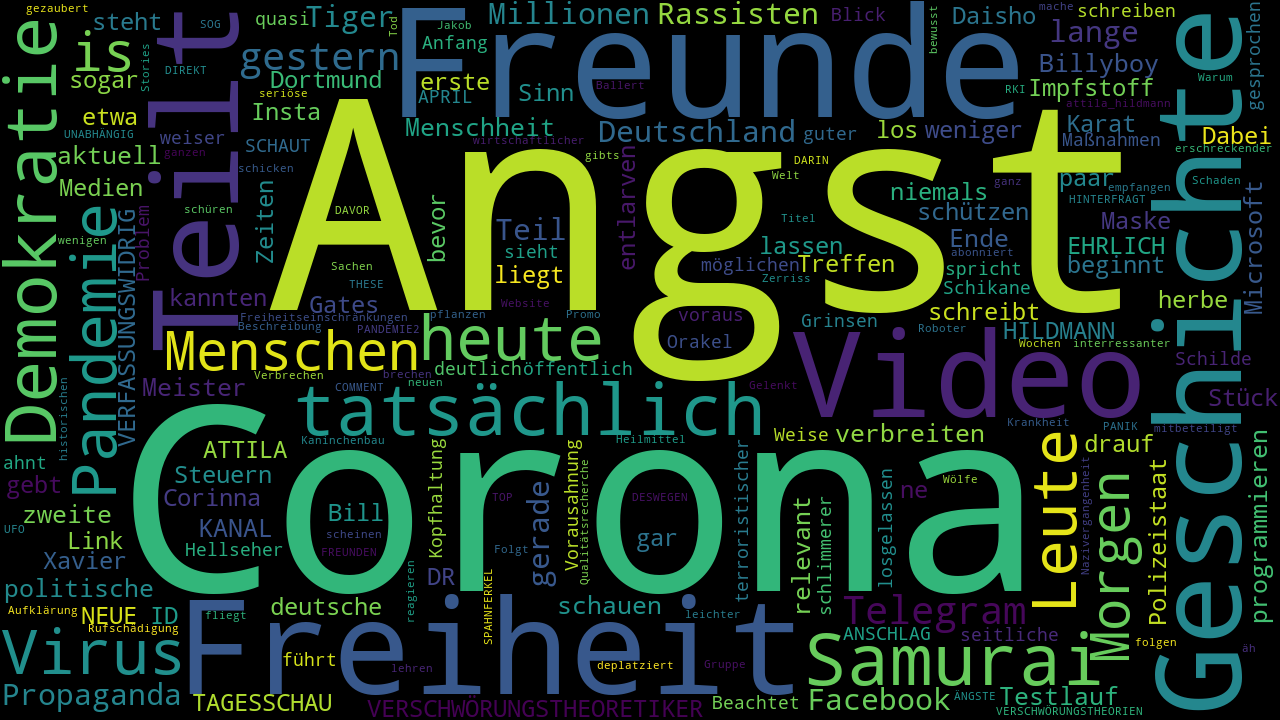 gezaubert
steht
SOG
quasi
Tiger
Tod
Freunde
Jakob
Millionen
Rassisten
Blick
bewusst
Daisho
mache
schreiben
gesprochen
Demokratie
is
Stories
Teilt
gestern
Anfang
lange
Geschichte
sogar
DIREKT
Dortmund
erste
APRIL
Sinn
Ballert
Billyboy
RKI
Impfstoff
Warum
seriöse
Insta
attila_hildmann
etwa
UNABHÄNGIG
weiser
SCHAUT
Menschheit
wirtschaftlicher
Deutschland
guter
los
weniger
Karat
Maßnahmen
Dabei
erschreckender
aktuell
ganzen
schicken
Angst
gibts
DARIN
Welt
Medien
Zeiten
niemals
ganz
paar
empfangen
Schaden
HINTERFRAGT
Microsoft
Pandemie
VERFASSUNGSWIDRIG
Problem
schüren
DAVOR
bevor
Teil
entlarven
Titel
schützen
Maske
wenigen
sieht
lassen
Ende
abonniert
EHRLICH
Sachen
liegt
möglichen
Treffen
spricht
beginnt
THESE
Zerriss
Schikane
kannten
Gates
Website
voraus
schreibt
herbe
Freiheitseinschränkungen
pflanzen
Promo
Grinsen
Roboter
HILDMANN
Beschreibung
PANDEMIE2
heute
Orakel
Video
Wochen
interessanter
Menschen
deutlich
öffentlich
Schilde
Verbrechen
brechen
neuen
Meister
COMMENT
Gelenkt
Stück
historischen
tatsächlich
Krankheit
PANIK
mitbeteiligt
Corona
Kaninchenbau
Heilmittel
Weise
verbreiten
Leute
drauf
ATTILA
Kopfhaltung
Vorausahnung
Qualitätsrecherche
terroristischer
ahnt
gebt
Steuern
losgelassen
ne
Wölfe
Nazivergangenheit
Morgen
Polizeistaat
programmieren
Corinna
TOP
gerade
DESWEGEN
relevant
schlimmerer
zweite
KANAL
Bill
UFO
scheinen
gar
Link
Hellseher
FREUNDEN
Folgt
Xavier
reagieren
DR
SPAHNFERKEL
politische
Aufklärung
NEUE
ID
fliegt
deutsche
schauen
leichter
Telegram
Rufschädigung
Virus
Freiheit
ANSCHLAG
seitliche
folgen
äh
führt
lehren
deplatziert
Gruppe
Samurai
Propaganda
TAGESSCHAU
VERSCHWÖRUNGSTHEORETIKER
Beachtet
Facebook
ÄNGSTE
Testlauf
VERSCHWÖRUNGSTHEORIEN